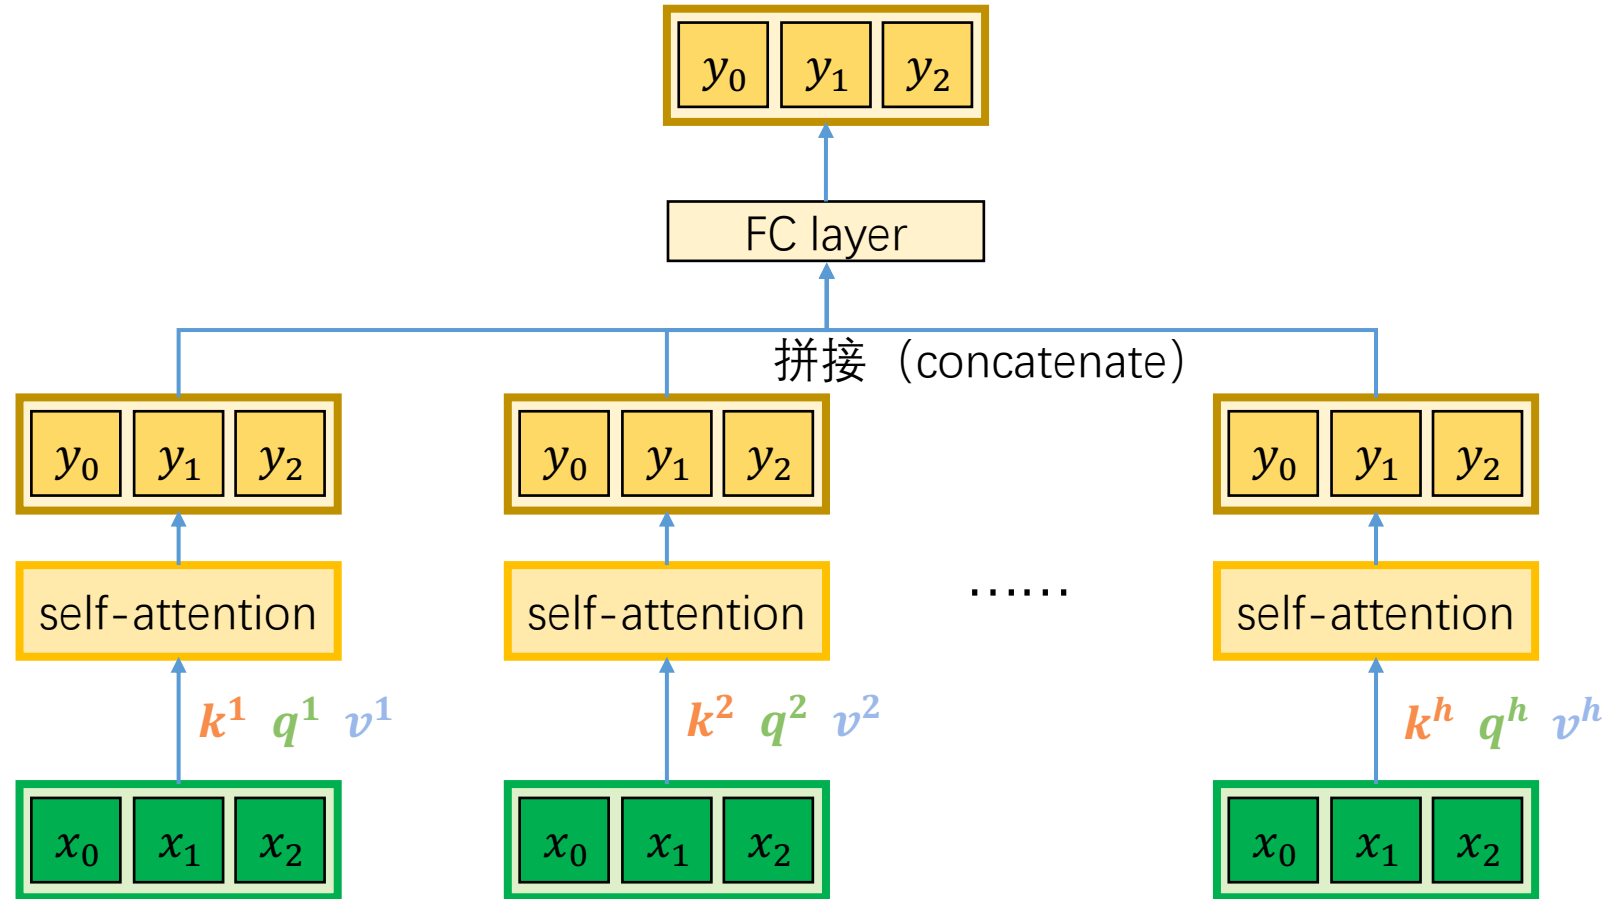 y₀ y₁ y₂
FC layer
拼接（concatenate）
y₀ y₁ y₂ y₀ y₁ y₂ y₀ y₁ y₂
self-attention self-attention ······ self-attention
k¹ q¹ v¹ k² q² v² kʰ qʰ vʰ
x₀ x₁ x₂ x₀ x₁ x₂ x₀ x₁ x₂